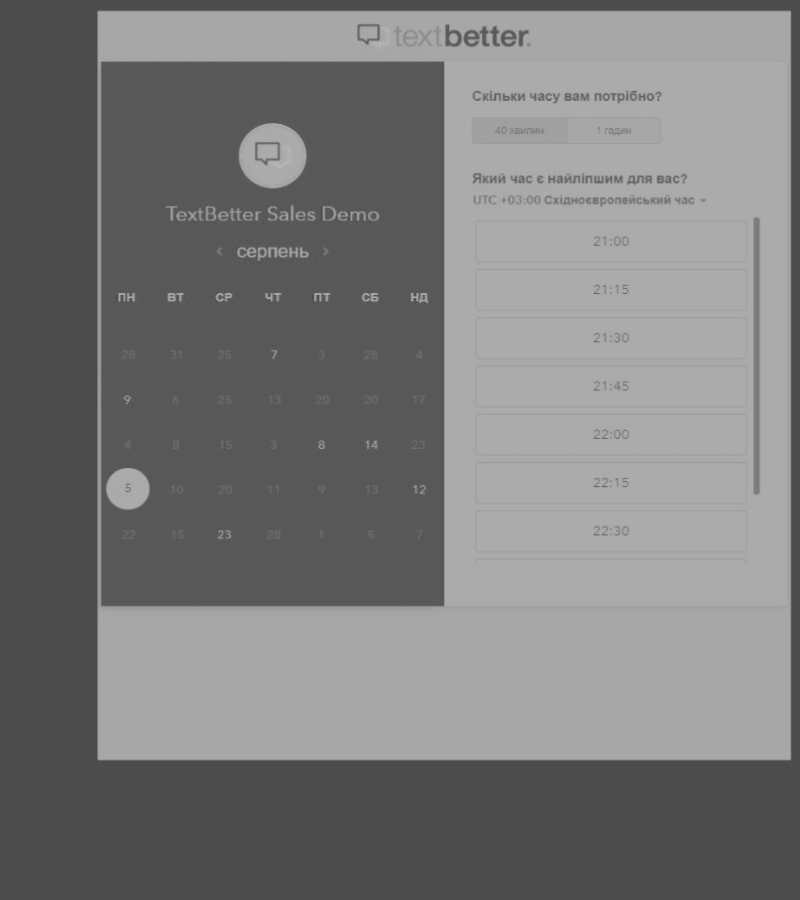 textbetter.
TextBetter Sales Demo
‹ серпень ›
ПН ВТ СР ЧТ ПТ СБ НД
28 31 25 7 3 28 4
9 6 25 13 20 20 17
4 8 15 3 8 14 23
5 10 20 11 9 13 12
22 15 23 28 1 5 7
Скільки часу вам потрібно?
40 хвилин 1 годин
Який час є найліпшим для вас?
UTC +03:00 Східноєвропейський час
21:00
21:15
21:30
21:45
22:00
22:15
22:30